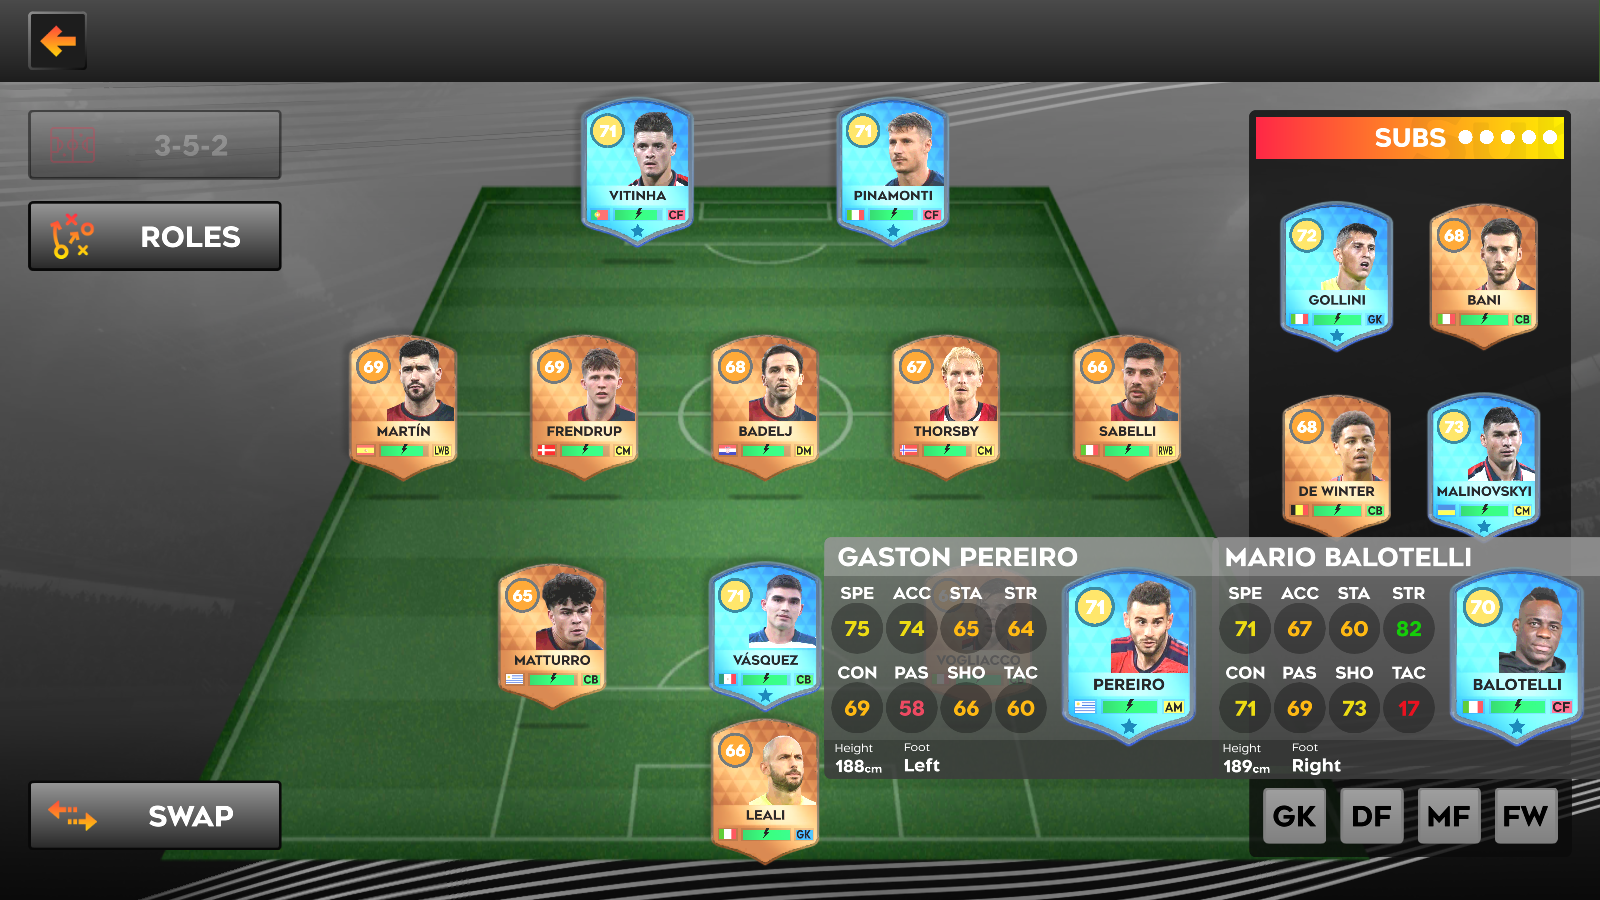 3-5-2
ROLES
SWAP
71
VITINHA
CF
71
PINAMONTI
CF
69
MARTÍN
LWB
69
FRENDRUP
CM
68
BADELJ
DM
67
THORSBY
CM
66
SABELLI
RWB
65
MATTURRO
CB
71
VÁSQUEZ
CB
VOGLIACCO
66
LEALI
GK
SUBS
72
GOLLINI
GK
68
BANI
CB
68
DE WINTER
CB
73
MALINOVSKYI
CM
GASTON PEREIRO
SPE ACC STA STR
75 74 65 64
CON PAS SHO TAC
69 58 66 60
Height Foot
188cm Left
71
PEREIRO
AM
MARIO BALOTELLI
SPE ACC STA STR
71 67 60 82
CON PAS SHO TAC
71 69 73 17
Height Foot
189cm Right
70
BALOTELLI
CF
GK DF MF FW